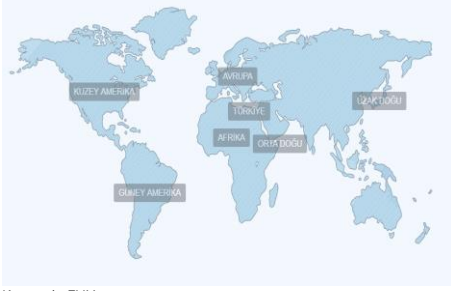 AVRUPA
KUZEY AMERİKA
UZAK DOĞU
TÜRKİYE
AFRİKA
ORTA DOĞU
GÜNEY AMERİKA